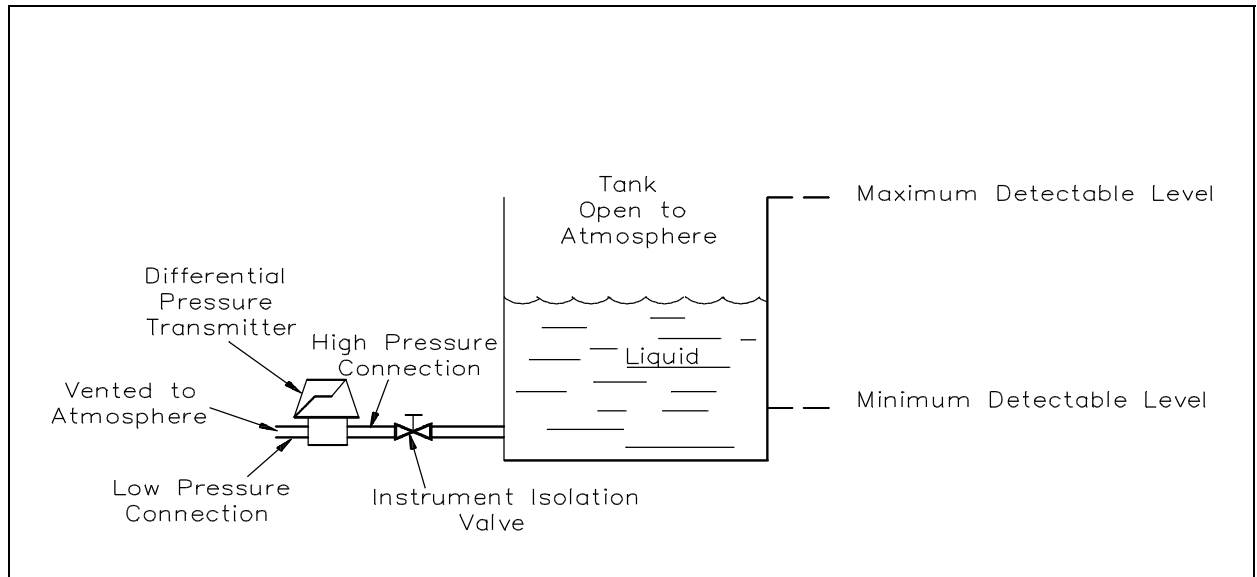 Tank
Open to
Atmosphere
Maximum Detectable Level
Differential
Pressure
Transmitter
High Pressure
Connection
Liquid
Vented to
Atmosphere
Minimum Detectable Level
Low Pressure
Connection
Instrument Isolation
Valve